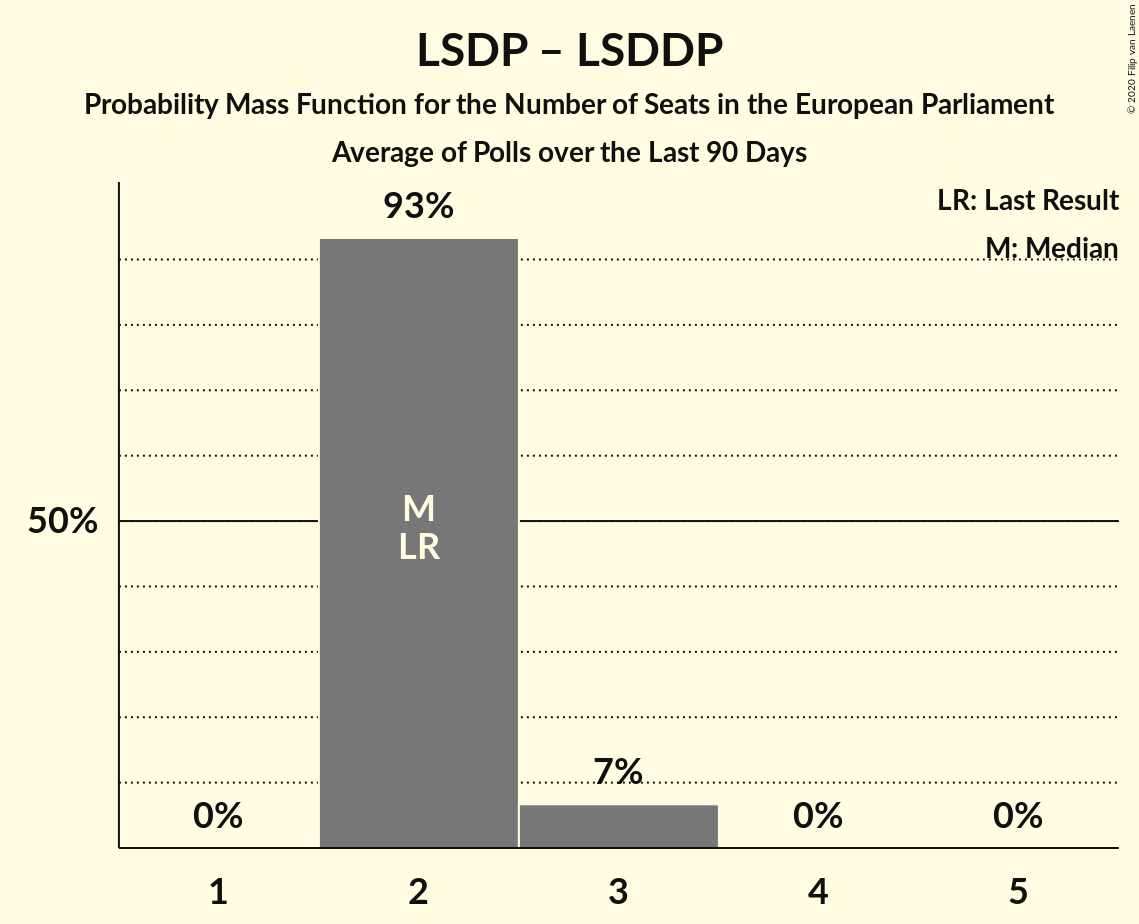 LSDP – LSDDP
Probability Mass Function for the Number of Seats in the European Parliament
Average of Polls over the Last 90 Days
© 2020 Filip van Laenen
LR: Last Result
M: Median
93%
50%
M
LR
7%
0%
0%
0%
1
2
3
4
5